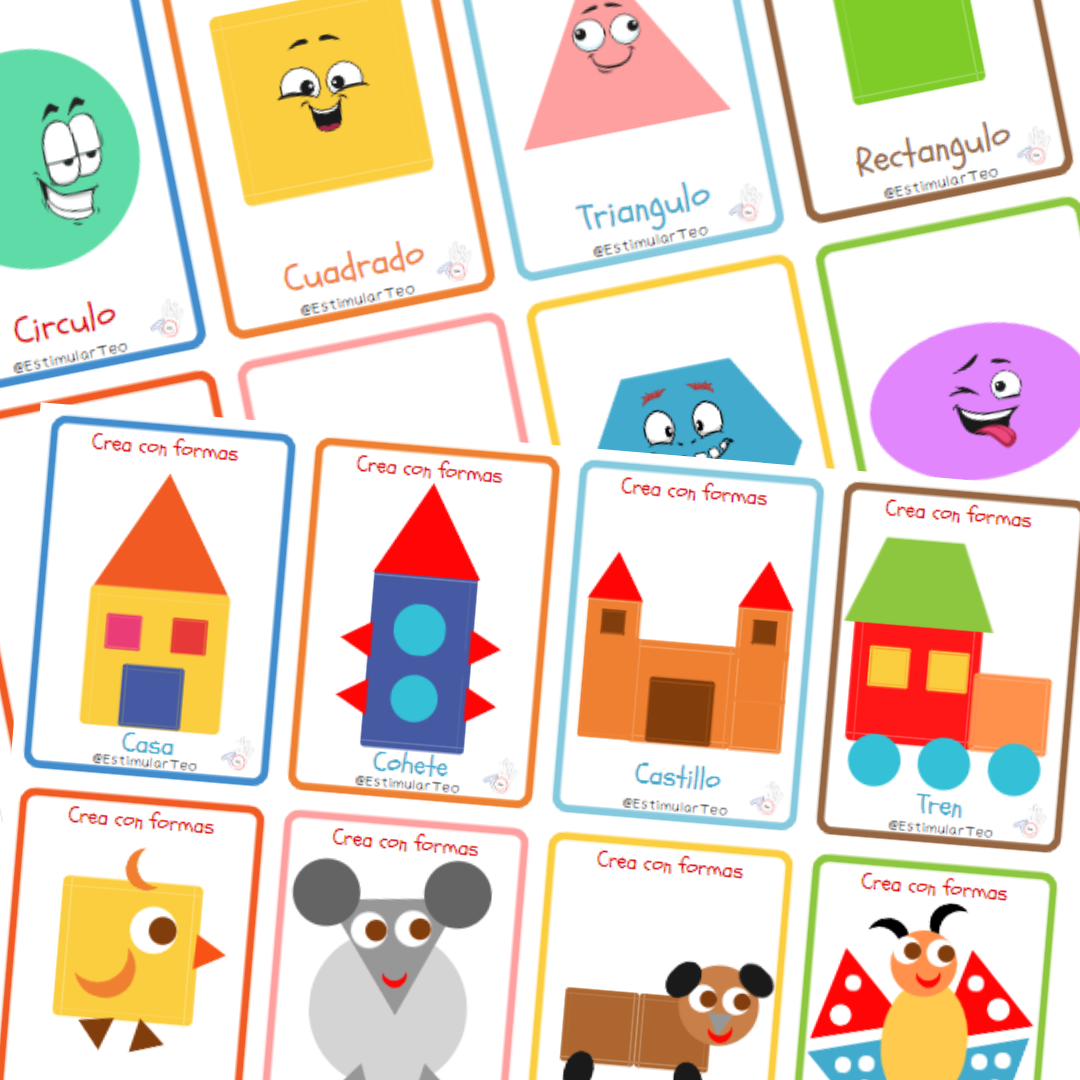 Rectangulo
@EstimularTeo
Triangulo
@EstimularTeo
Cuadrado
@EstimularTeo
Circulo
@EstimularTeo
Crea con formas
Casa
@EstimularTeo
Crea con formas
Cohete
@EstimularTeo
Crea con formas
Castillo
@EstimularTeo
Crea con formas
Tren
@EstimularTeo
Crea con formas
Crea con formas
Crea con formas
Crea con formas